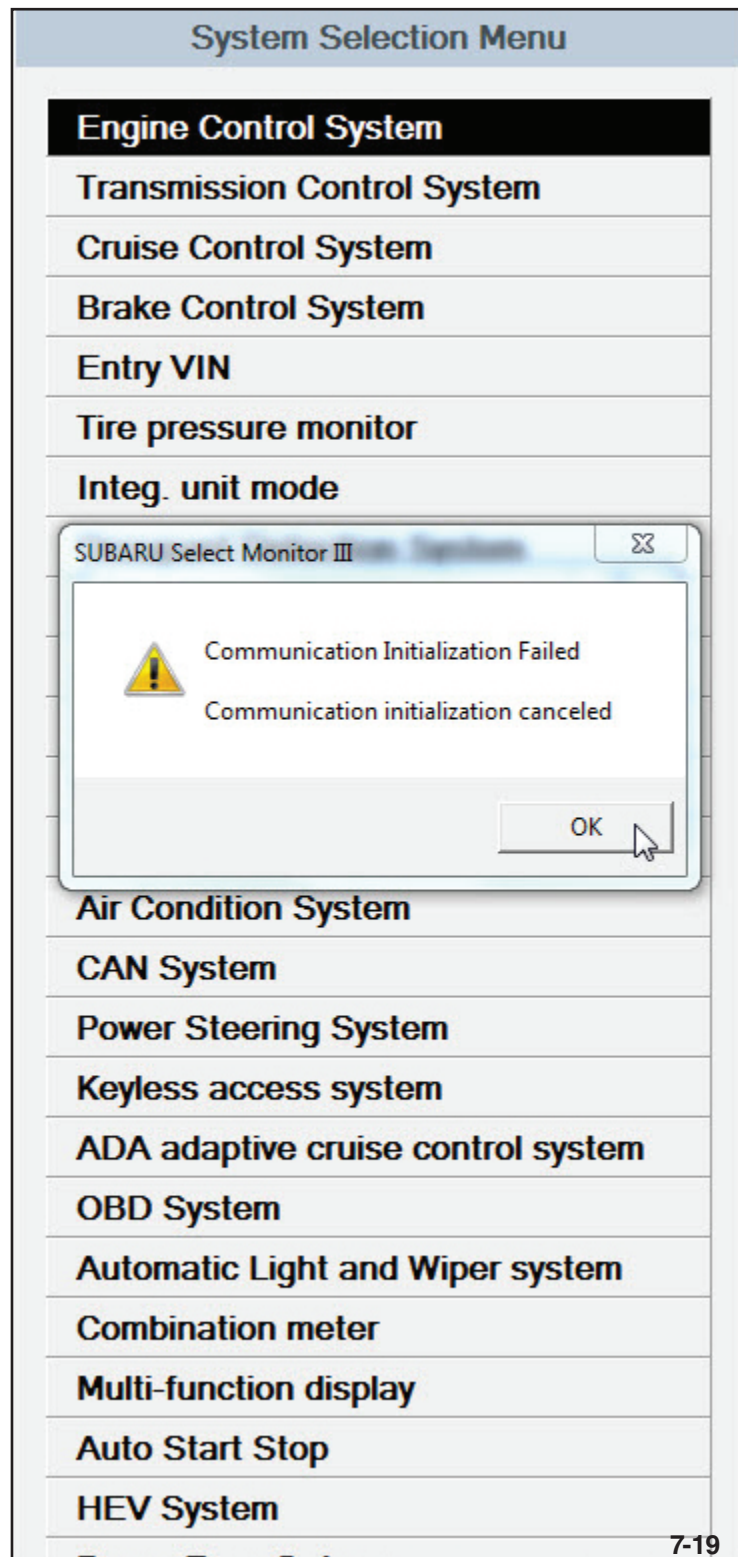 System Selection Menu
Engine Control System
Transmission Control System
Cruise Control System
Brake Control System
Entry VIN
Tire pressure monitor
Integ. unit mode
SUBARU Select Monitor III
Communication Initialization Failed
Communication initialization canceled
OK
Air Condition System
CAN System
Power Steering System
Keyless access system
ADA adaptive cruise control system
OBD System
Automatic Light and Wiper system
Combination meter
Multi-function display
Auto Start Stop
HEV System
7-19